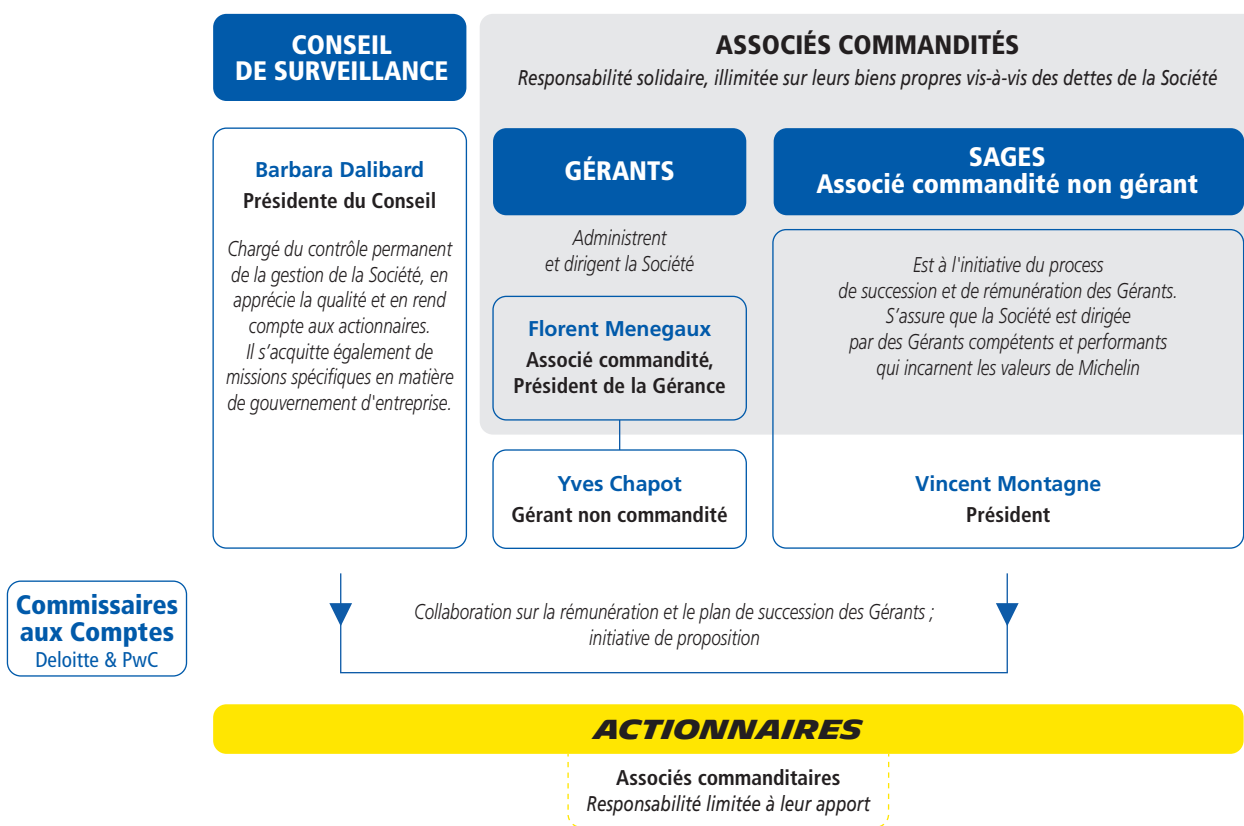 CONSEIL
DE SURVEILLANCE
Barbara Dalibard
Présidente du Conseil
Chargé du contrôle permanent
de la gestion de la Société, en
apprécie la qualité et en rend
compte aux actionnaires.
Il s’acquitte également de
missions spécifiques en matière
de gouvernement d'entreprise.
ASSOCIÉS COMMANDITÉS
Responsabilité solidaire, illimitée sur leurs biens propres vis-à-vis des dettes de la Société
GÉRANTS
Administrent
et dirigent la Société
Florent Menegaux
Associé commandité,
Président de la Gérance
Yves Chapot
Gérant non commandité
SAGES
Associé commandité non gérant
Est à l'initiative du process
de succession et de rémunération des Gérants.
S’assure que la Société est dirigée
par des Gérants compétents et performants
qui incarnent les valeurs de Michelin
Vincent Montagne
Président
Commissaires
aux Comptes
Deloitte & PwC
Collaboration sur la rémunération et le plan de succession des Gérants ;
initiative de proposition
ACTIONNAIRES
Associés commanditaires
Responsabilité limitée à leur apport